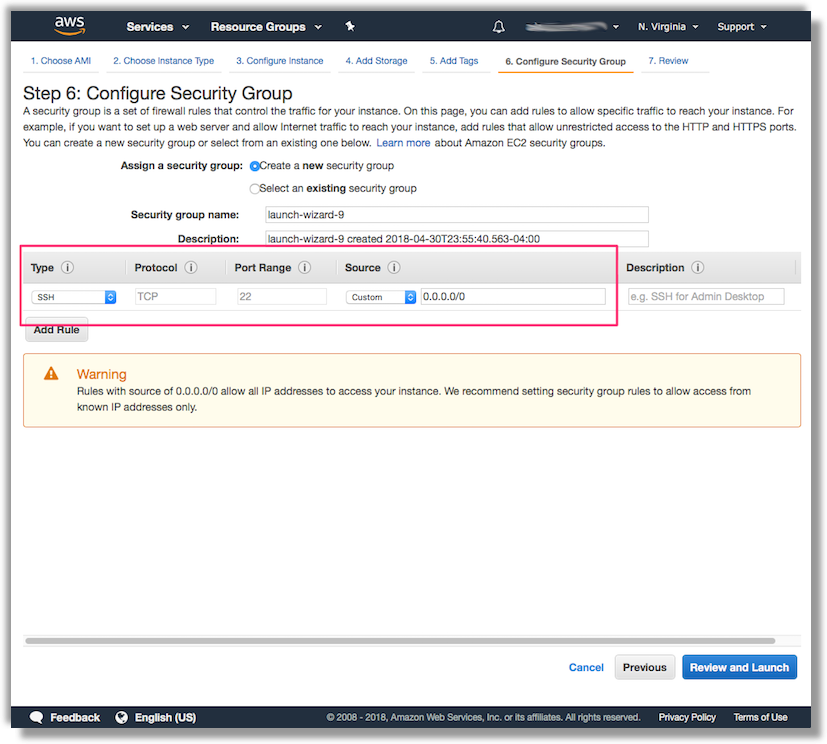 aws Services Resource Groups N. Virginia Support
1. Choose AMI 2. Choose Instance Type 3. Configure Instance 4. Add Storage 5. Add Tags 6. Configure Security Group 7. Review
Step 6: Configure Security Group
A security group is a set of firewall rules that control the traffic for your instance. On this page, you can add rules to allow specific traffic to reach your instance. For
example, if you want to set up a web server and allow Internet traffic to reach your instance, add rules that allow unrestricted access to the HTTP and HTTPS ports.
You can create a new security group or select from an existing one below. Learn more about Amazon EC2 security groups.
Assign a security group: Create a new security group
Select an existing security group
Security group name: launch-wizard-9
Description: launch-wizard-9 created 2018-04-30T23:55:40.563-04:00
Type i Protocol i Port Range i Source i Description i
SSH TCP 22 Custom 0.0.0.0/0 e.g. SSH for Admin Desktop
Add Rule
Warning
Rules with source of 0.0.0.0/0 allow all IP addresses to access your instance. We recommend setting security group rules to allow access from
known IP addresses only.
Cancel Previous Review and Launch
Feedback English (US) © 2008 - 2018, Amazon Web Services, Inc. or its affiliates. All rights reserved. Privacy Policy Terms of Use